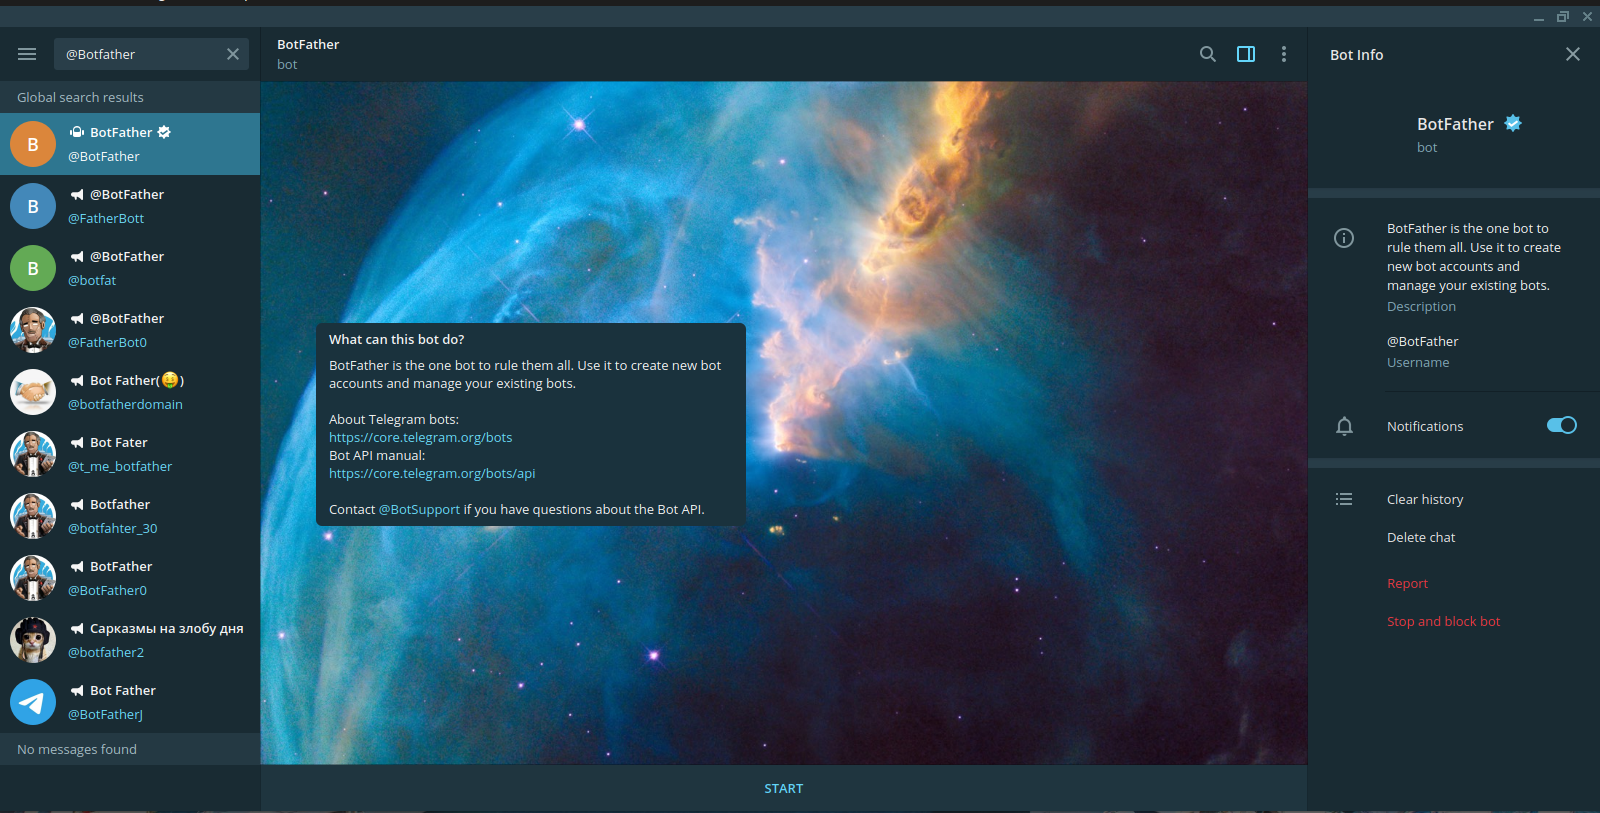 @Botfather
BotFather
bot
Bot Info
Global search results
B
BotFather
@BotFather
B
@BotFather
@FatherBott
B
@BotFather
@botfat
@BotFather
@FatherBot0
Bot Father(🤑)
@botfatherdomain
Bot Fater
@t_me_botfather
Botfather
@botfahter_30
BotFather
@BotFather0
Сарказмы на злобу дня
@botfather2
Bot Father
@BotFatherJ
No messages found
What can this bot do?
BotFather is the one bot to rule them all. Use it to create new bot
accounts and manage your existing bots.
About Telegram bots:
https://core.telegram.org/bots
Bot API manual:
https://core.telegram.org/bots/api
Contact @BotSupport if you have questions about the Bot API.
START
BotFather
bot
BotFather is the one bot to
rule them all. Use it to create
new bot accounts and
manage your existing bots.
Description
@BotFather
Username
Notifications
Clear history
Delete chat
Report
Stop and block bot